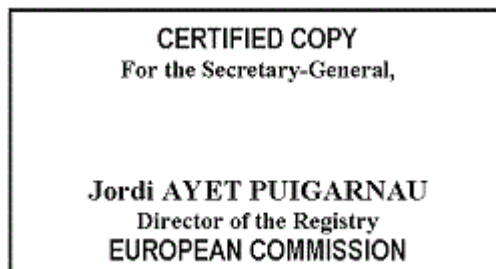 CERTIFIED COPY
For the Secretary-General,
Jordi AYET PUIGARNAU
Director of the Registry
EUROPEAN COMMISSION